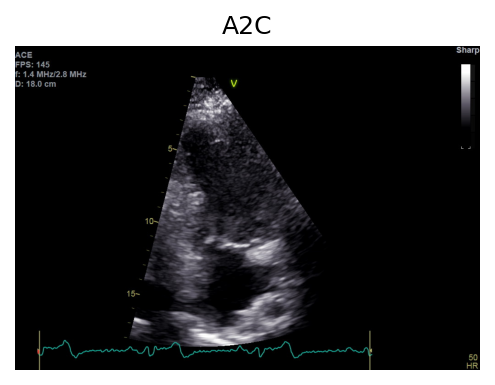 A2C
ACE
FPS: 145
f: 1.4 MHz/2.8 MHz
D: 18.0 cm
Sharp
V
5
10
15
50
HR